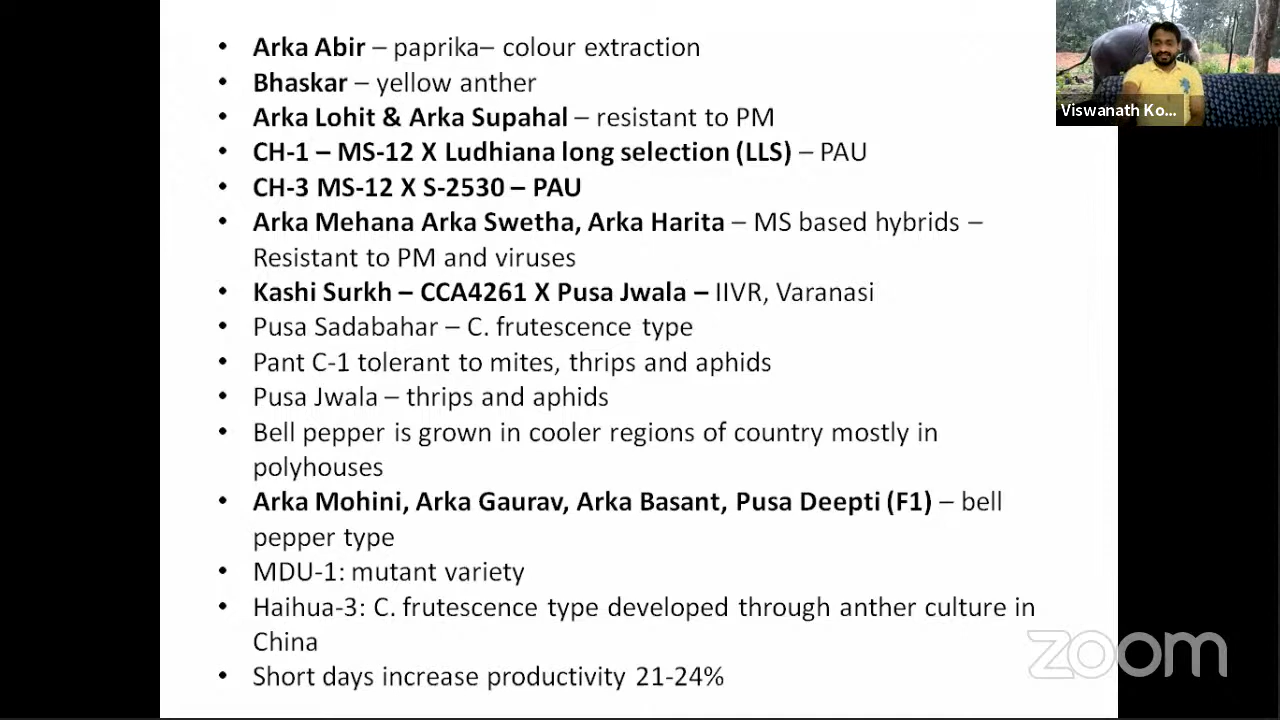 • Arka Abir – paprika– colour extraction
• Bhaskar – yellow anther
• Arka Lohit & Arka Supahal – resistant to PM
• CH-1 – MS-12 X Ludhiana long selection (LLS) – PAU
• CH-3 MS-12 X S-2530 – PAU
• Arka Mehana Arka Swetha, Arka Harita – MS based hybrids –
Resistant to PM and viruses
• Kashi Surkh – CCA4261 X Pusa Jwala – IIVR, Varanasi
• Pusa Sadabahar – C. frutescence type
• Pant C-1 tolerant to mites, thrips and aphids
• Pusa Jwala – thrips and aphids
• Bell pepper is grown in cooler regions of country mostly in
polyhouses
• Arka Mohini, Arka Gaurav, Arka Basant, Pusa Deepti (F1) – bell
pepper type
• MDU-1: mutant variety
• Haihua-3: C. frutescence type developed through anther culture in
China
• Short days increase productivity 21-24%
Viswanath Ko...
zoom